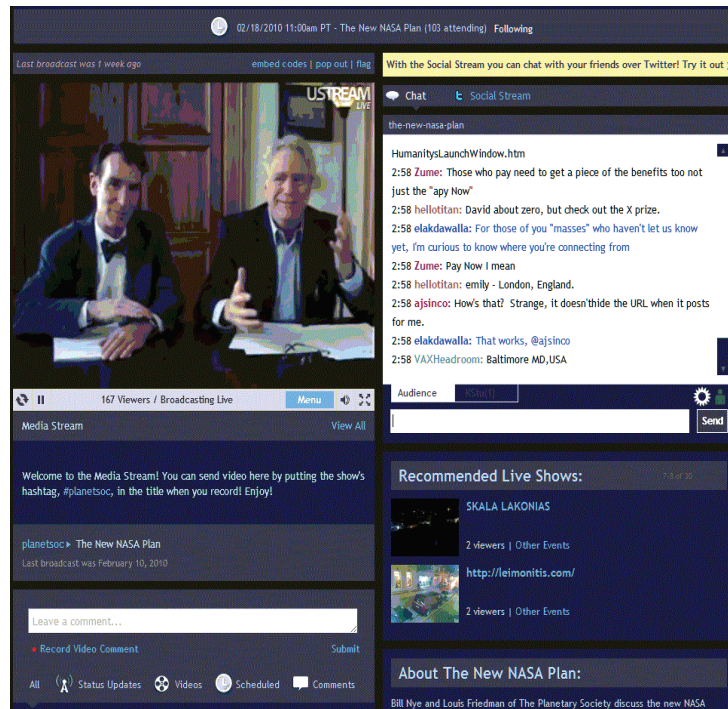 02/18/2010 11:00am PT - The New NASA Plan (103 attending) Following
Last broadcast was 1 week ago
embed codes | pop out | flag
USTREAM
LIVE
167 Viewers / Broadcasting Live
Menu
Media Stream
View All
Welcome to the Media Stream! You can send video here by putting the show's
hashtag, #planetsoc, in the title when you record! Enjoy!
planetsoc▸ The New NASA Plan
Last broadcast was February 10, 2010
Leave a comment...
Record Video Comment
Submit
All
Status Updates
Videos
Scheduled
Comments
With the Social Stream you can chat with your friends over Twitter! Try it out
Chat
Social Stream
the-new-nasa-plan
HumanitysLaunchWindow.htm
2:58 Zume: Those who pay need to get a piece of the benefits too not
just the "apy Now"
2:58 hellotitan: David about zero, but check out the X prize.
2:58 elakdawalla: For those of you "masses" who haven't let us know
yet, I'm curious to know where you're connecting from
2:58 Zume: Pay Now I mean
2:58 hellotitan: emily - London, England.
2:58 ajsinco: How's that?  Strange, it doesn'thide the URL when it posts
for me.
2:58 elakdawalla: That works, @ajsinco
2:58 VAXHeadroom: Baltimore MD,USA
Audience
KStu(1)
Send
Recommended Live Shows:
SKALA LAKONIAS
2 viewers | Other Events
http://leimonitis.com/
2 viewers | Other Events
About The New NASA Plan:
Bill Nye and Louis Friedman of The Planetary Society discuss the new NASA